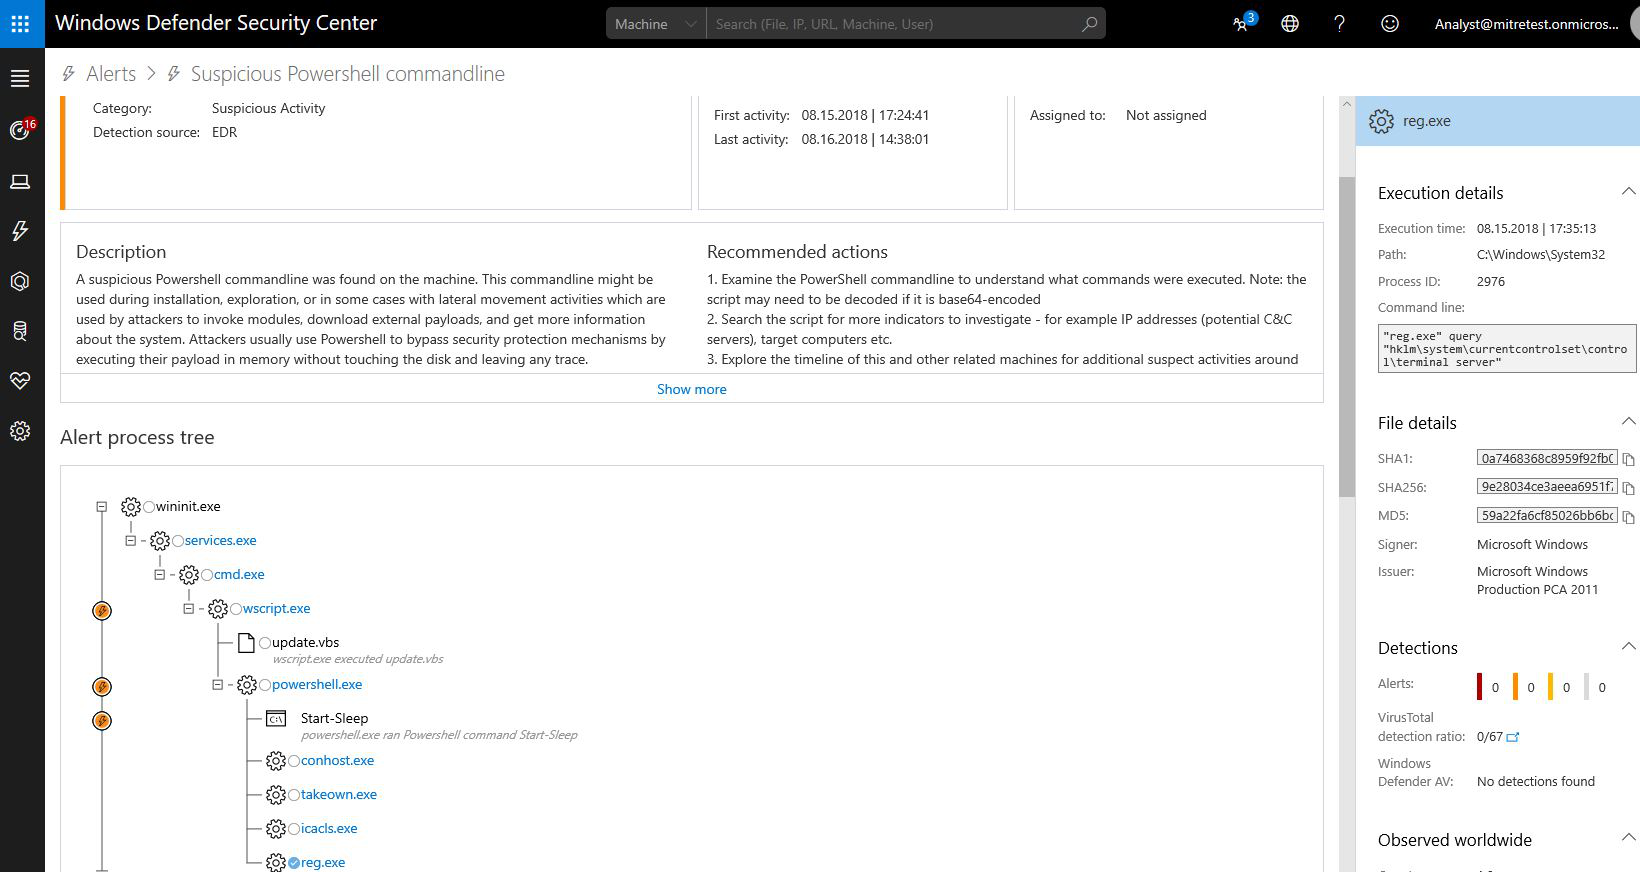 Windows Defender Security Center
Machine
Search (File, IP, URL, Machine, User)
3
?
Analyst@mitretest.onmicros...
16
Alerts > Suspicious Powershell commandline
Category: Suspicious Activity
Detection source: EDR
First activity: 08.15.2018 | 17:24:41
Last activity: 08.16.2018 | 14:38:01
Assigned to: Not assigned
Description
A suspicious Powershell commandline was found on the machine. This commandline might be
used during installation, exploration, or in some cases with lateral movement activities which are
used by attackers to invoke modules, download external payloads, and get more information
about the system. Attackers usually use Powershell to bypass security protection mechanisms by
executing their payload in memory without touching the disk and leaving any trace.
Recommended actions
1. Examine the PowerShell commandline to understand what commands were executed. Note: the
script may need to be decoded if it is base64-encoded
2. Search the script for more indicators to investigate - for example IP addresses (potential C&C
servers), target computers etc.
3. Explore the timeline of this and other related machines for additional suspect activities around
Show more
Alert process tree
wininit.exe
services.exe
cmd.exe
wscript.exe
update.vbs
wscript.exe executed update.vbs
powershell.exe
C:\
Start-Sleep
powershell.exe ran Powershell command Start-Sleep
conhost.exe
takeown.exe
icacls.exe
reg.exe
reg.exe
Execution details
Execution time: 08.15.2018 | 17:35:13
Path: C:\Windows\System32
Process ID: 2976
Command line:
"reg.exe" query
"hklm\system\currentcontrolset\contro
l\terminal server"
File details
SHA1: 0a7468368c8959f92fb0
SHA256: 9e28034ce3aeea6951f
MD5: 59a22fa6cf85026bb6b
Signer: Microsoft Windows
Issuer: Microsoft Windows
Production PCA 2011
Detections
Alerts: 0 0 0 0
VirusTotal
detection ratio: 0/67
Windows
Defender AV: No detections found
Observed worldwide